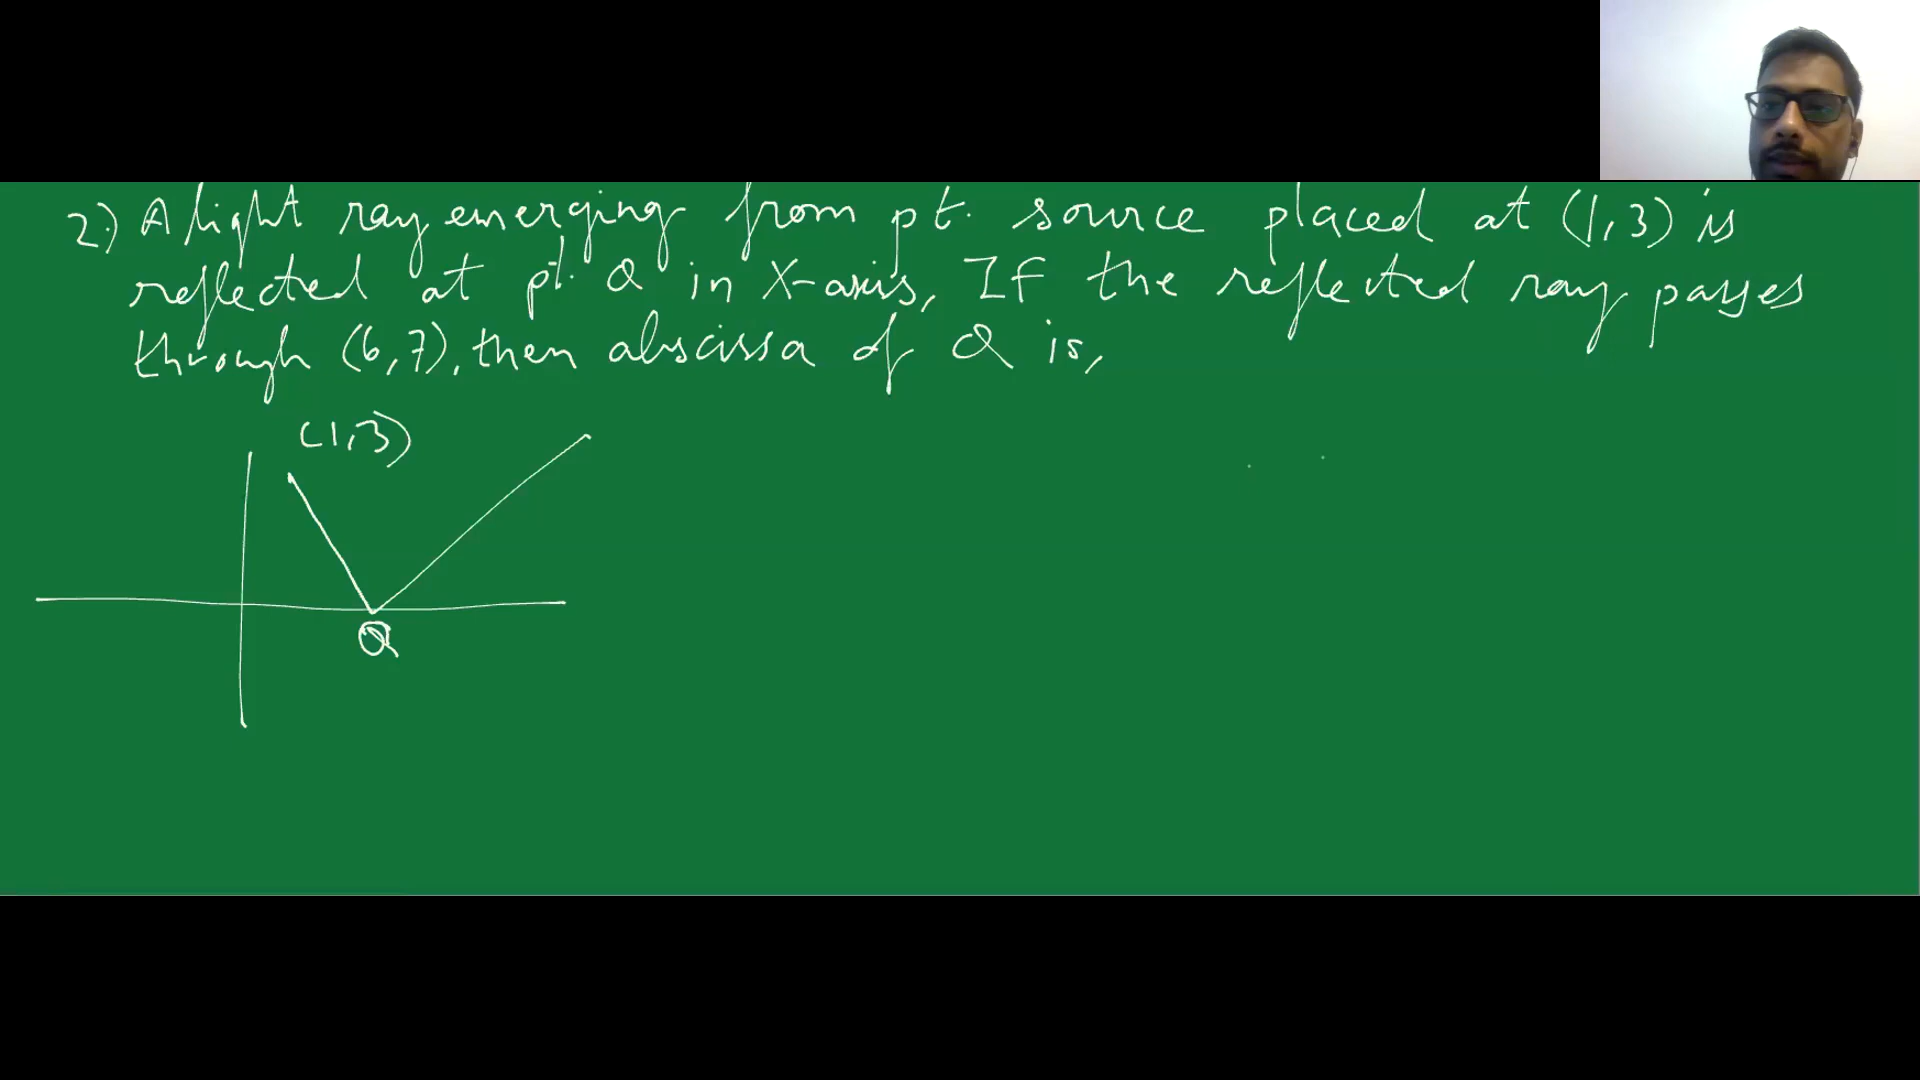 2.) A light ray emerging from pt. source placed at (1,3) is
reflected at pt. Q in X-axis, If the reflected ray passes
through (6,7), then abscissa of Q is,
(1,3)
Q